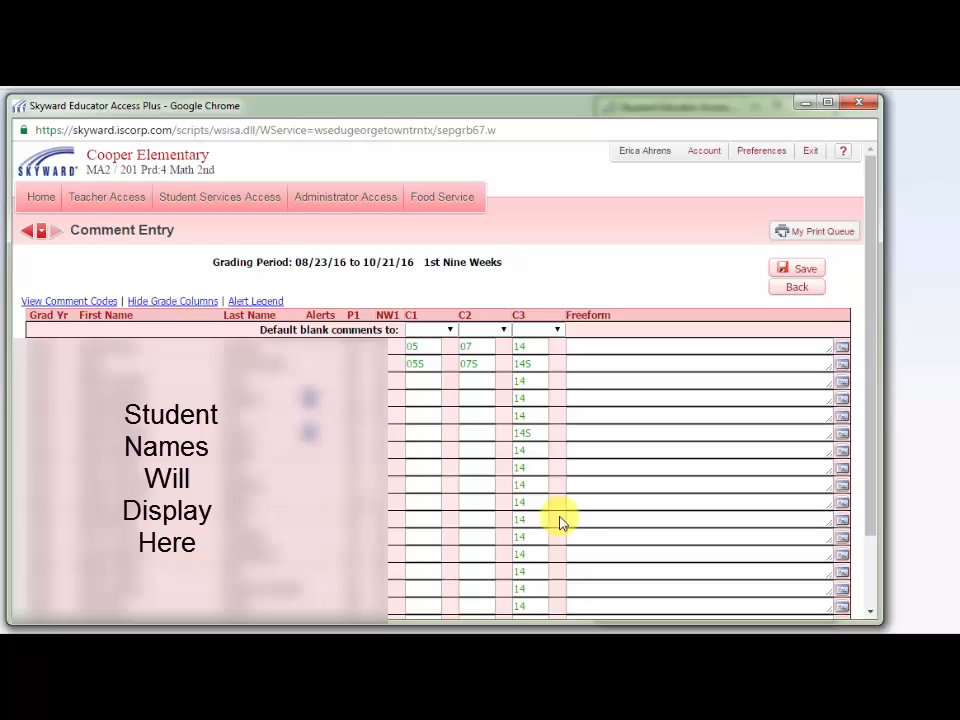 Skyward Educator Access Plus - Google Chrome
https://skyward.iscorp.com/scripts/wsisa.dll/WService=wsedugeorgetowntrntx/sepgrb67.w
SKYWARD
Cooper Elementary
MA2 / 201 Prd:4 Math 2nd
Erica Ahrens Account Preferences Exit ?
Home Teacher Access Student Services Access Administrator Access Food Service
Comment Entry
My Print Queue
Grading Period: 08/23/16 to 10/21/16 1st Nine Weeks
Save
Back
View Comment Codes | Hide Grade Columns | Alert Legend
Grad Yr First Name Last Name Alerts P1 NW1 C1 C2 C3 Freeform
Default blank comments to:
05 07 14
05S 07S 14S
14
14
14
14S
14
14
14
14
14
14
14
14
14
14
Student
Names
Will
Display
Here